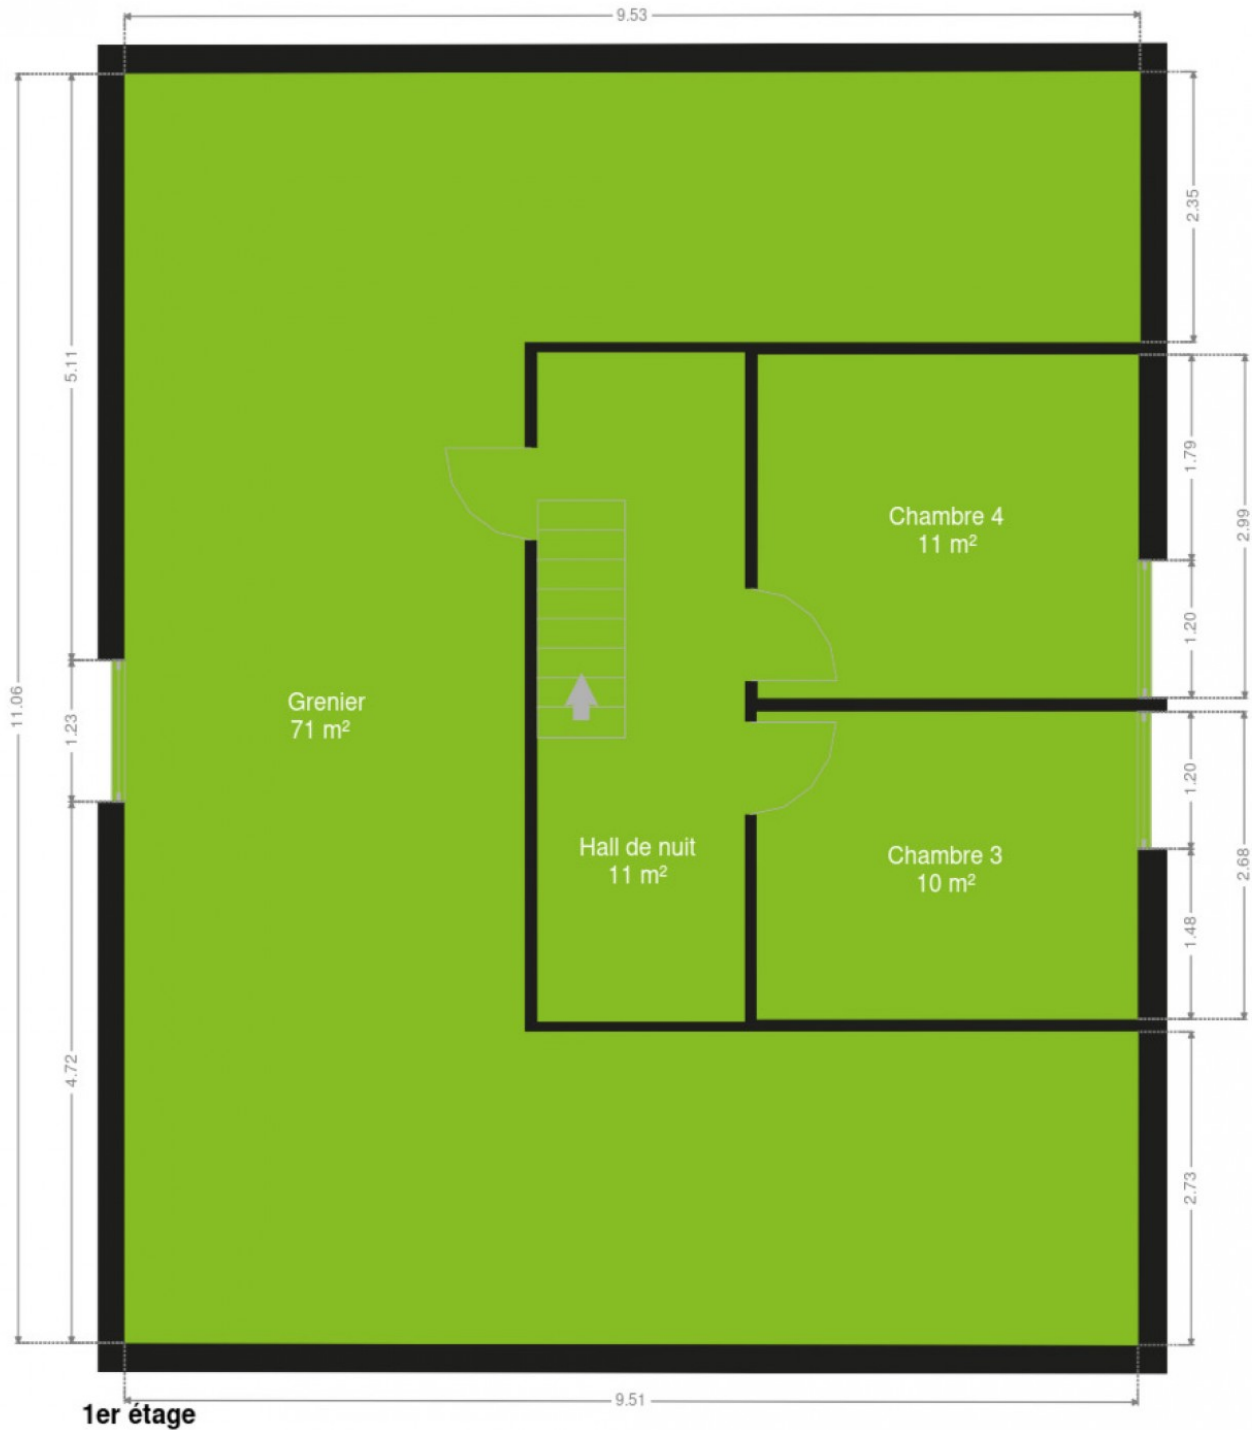 9.53
2.35
5.11
1.79
Chambre 4
11 m²
2.99
1.20
11.06
Grenier
71 m²
1.23
1.20
Hall de nuit
11 m²
Chambre 3
10 m²
2.68
1.48
4.72
2.73
9.51
1er étage